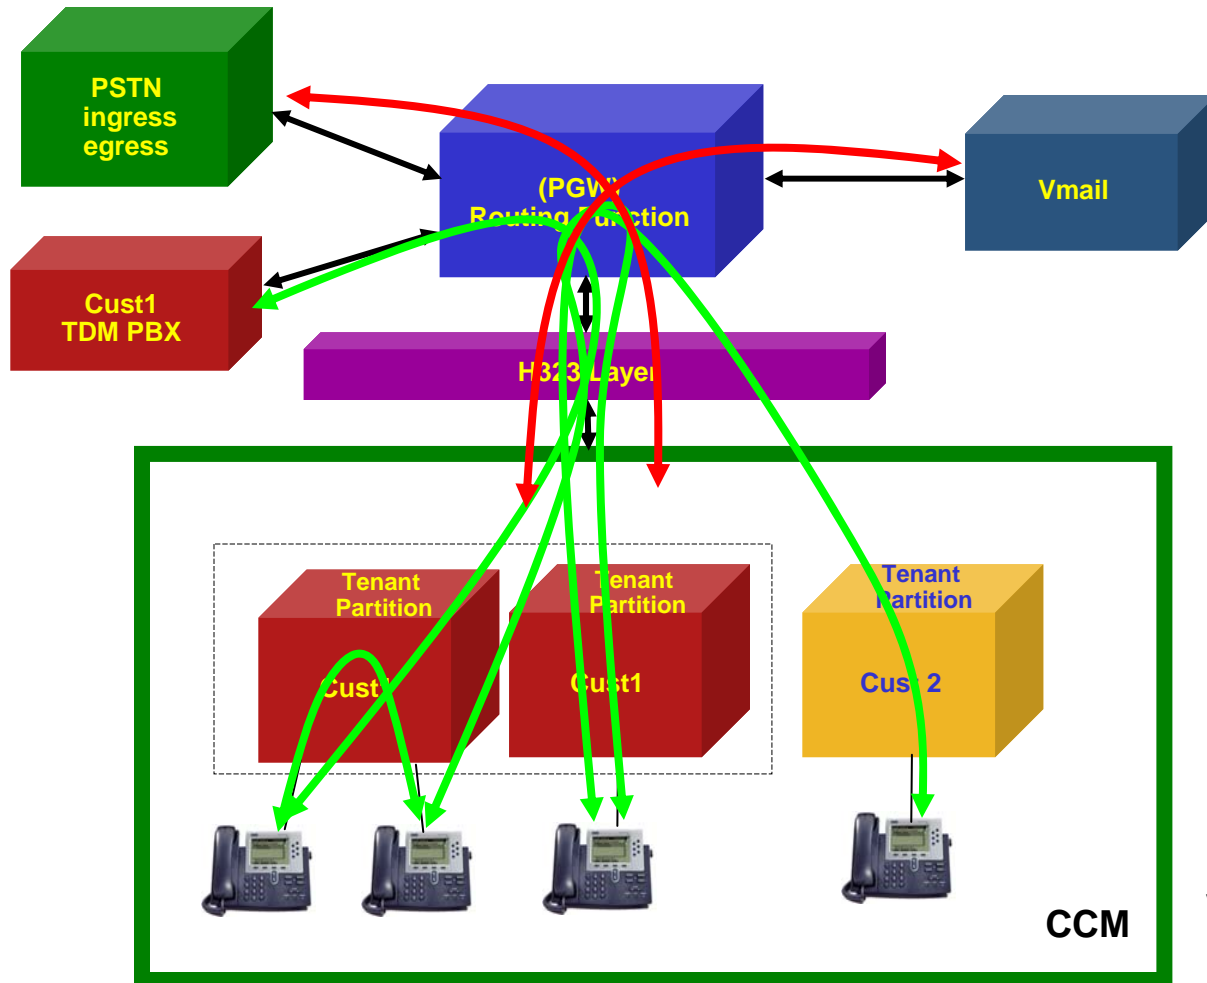 PSTN
ingress
egress
(PGW)
Routing Function
Vmail
Cust1
TDM PBX
H323 Layer
Tenant
Partition
Cust1
Tenant
Partition
Cust1
Tenant
Partition
Cust 2
CCM